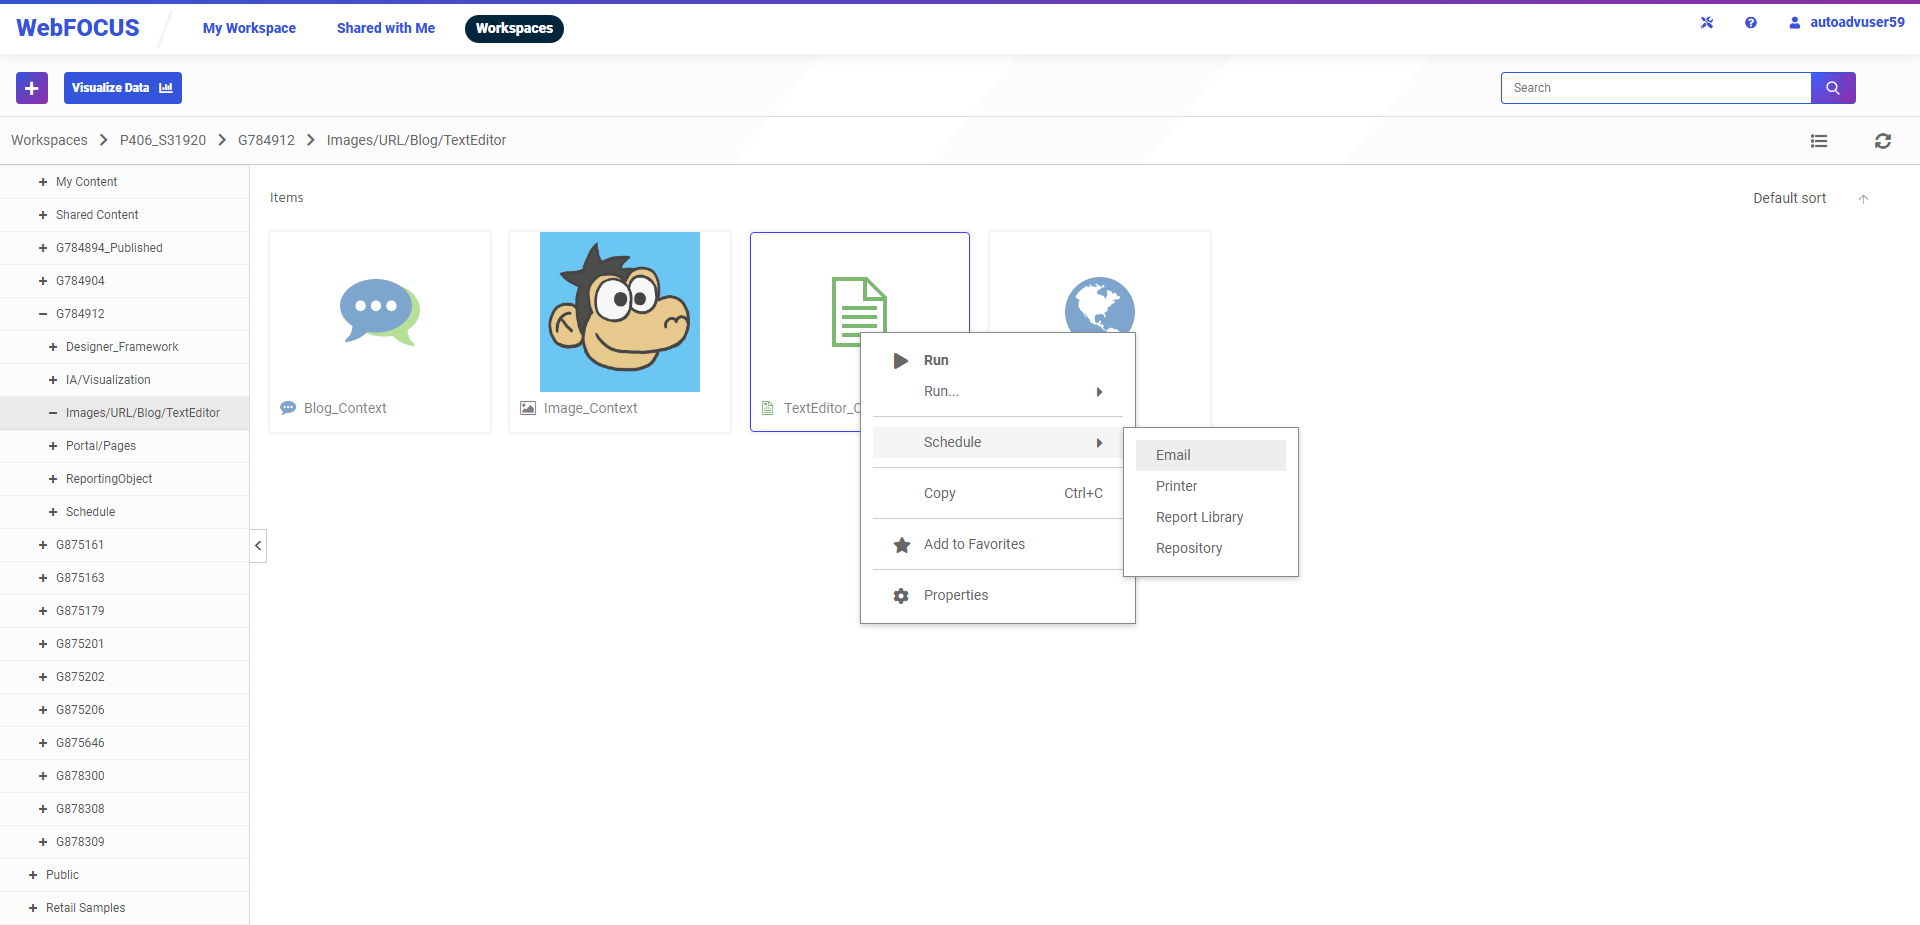 WebFOCUS
My Workspace
Shared with Me
Workspaces
autoadvuser59
Visualize Data
Search
Workspaces
P406_S31920
G784912
Images/URL/Blog/TextEditor
My Content
Shared Content
G784894_Published
G784904
G784912
Designer_Framework
IA/Visualization
Images/URL/Blog/TextEditor
Portal/Pages
ReportingObject
Schedule
G875161
G875163
G875179
G875201
G875202
G875206
G875646
G878300
G878308
G878309
Public
Retail Samples
Items
Default sort
Blog_Context
Image_Context
TextEditor_C
Run
Run...
Schedule
Copy Ctrl+C
Add to Favorites
Properties
Email
Printer
Report Library
Repository